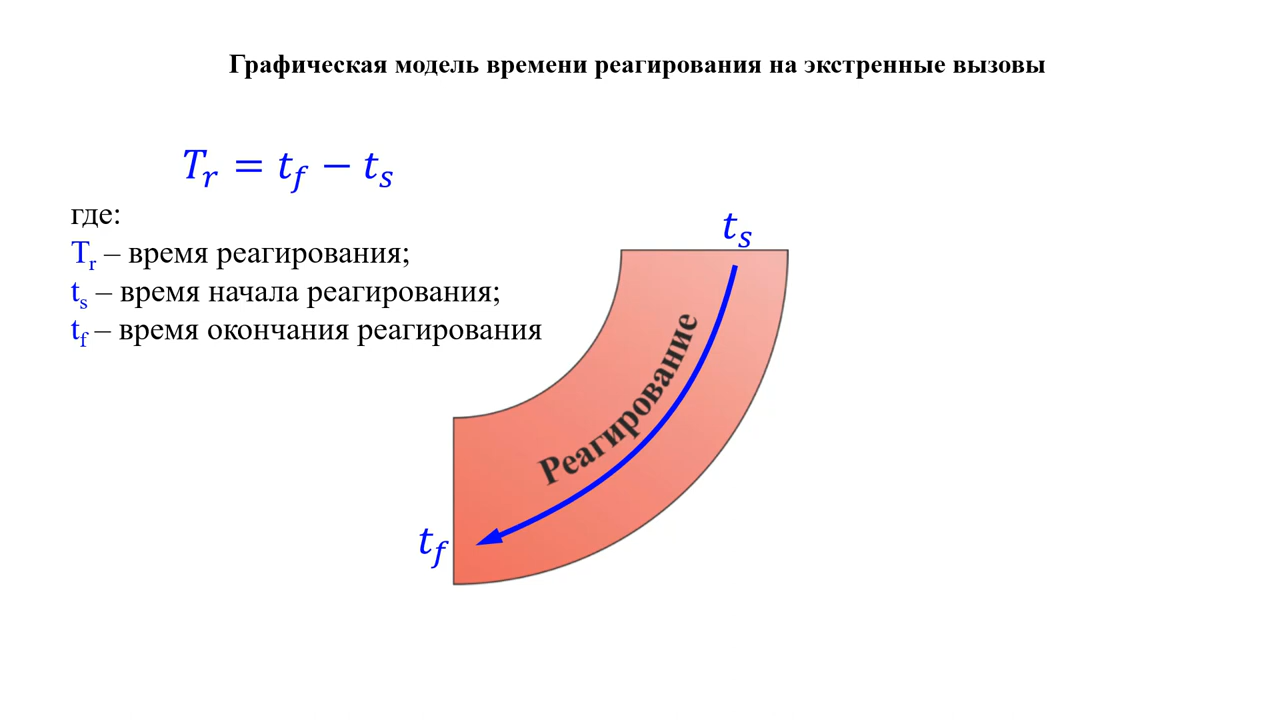 Графическая модель времени реагирования на экстренные вызовы
T_r = t_f − t_s
где:
T_r – время реагирования;
t_s – время начала реагирования;
t_f – время окончания реагирования
t_s
Реагирование
t_f